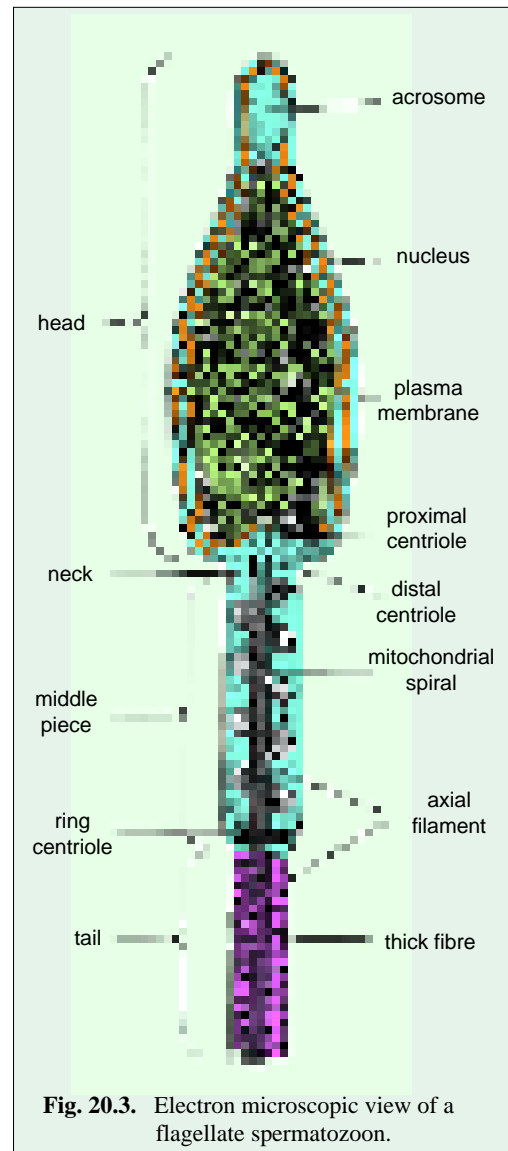 acrosome
nucleus
head
plasma
membrane
proximal
centriole
neck
distal
centriole
mitochondrial
spiral
middle
piece
axial
filament
ring
centriole
tail
thick fibre
Fig. 20.3. Electron microscopic view of a
flagellate spermatozoon.